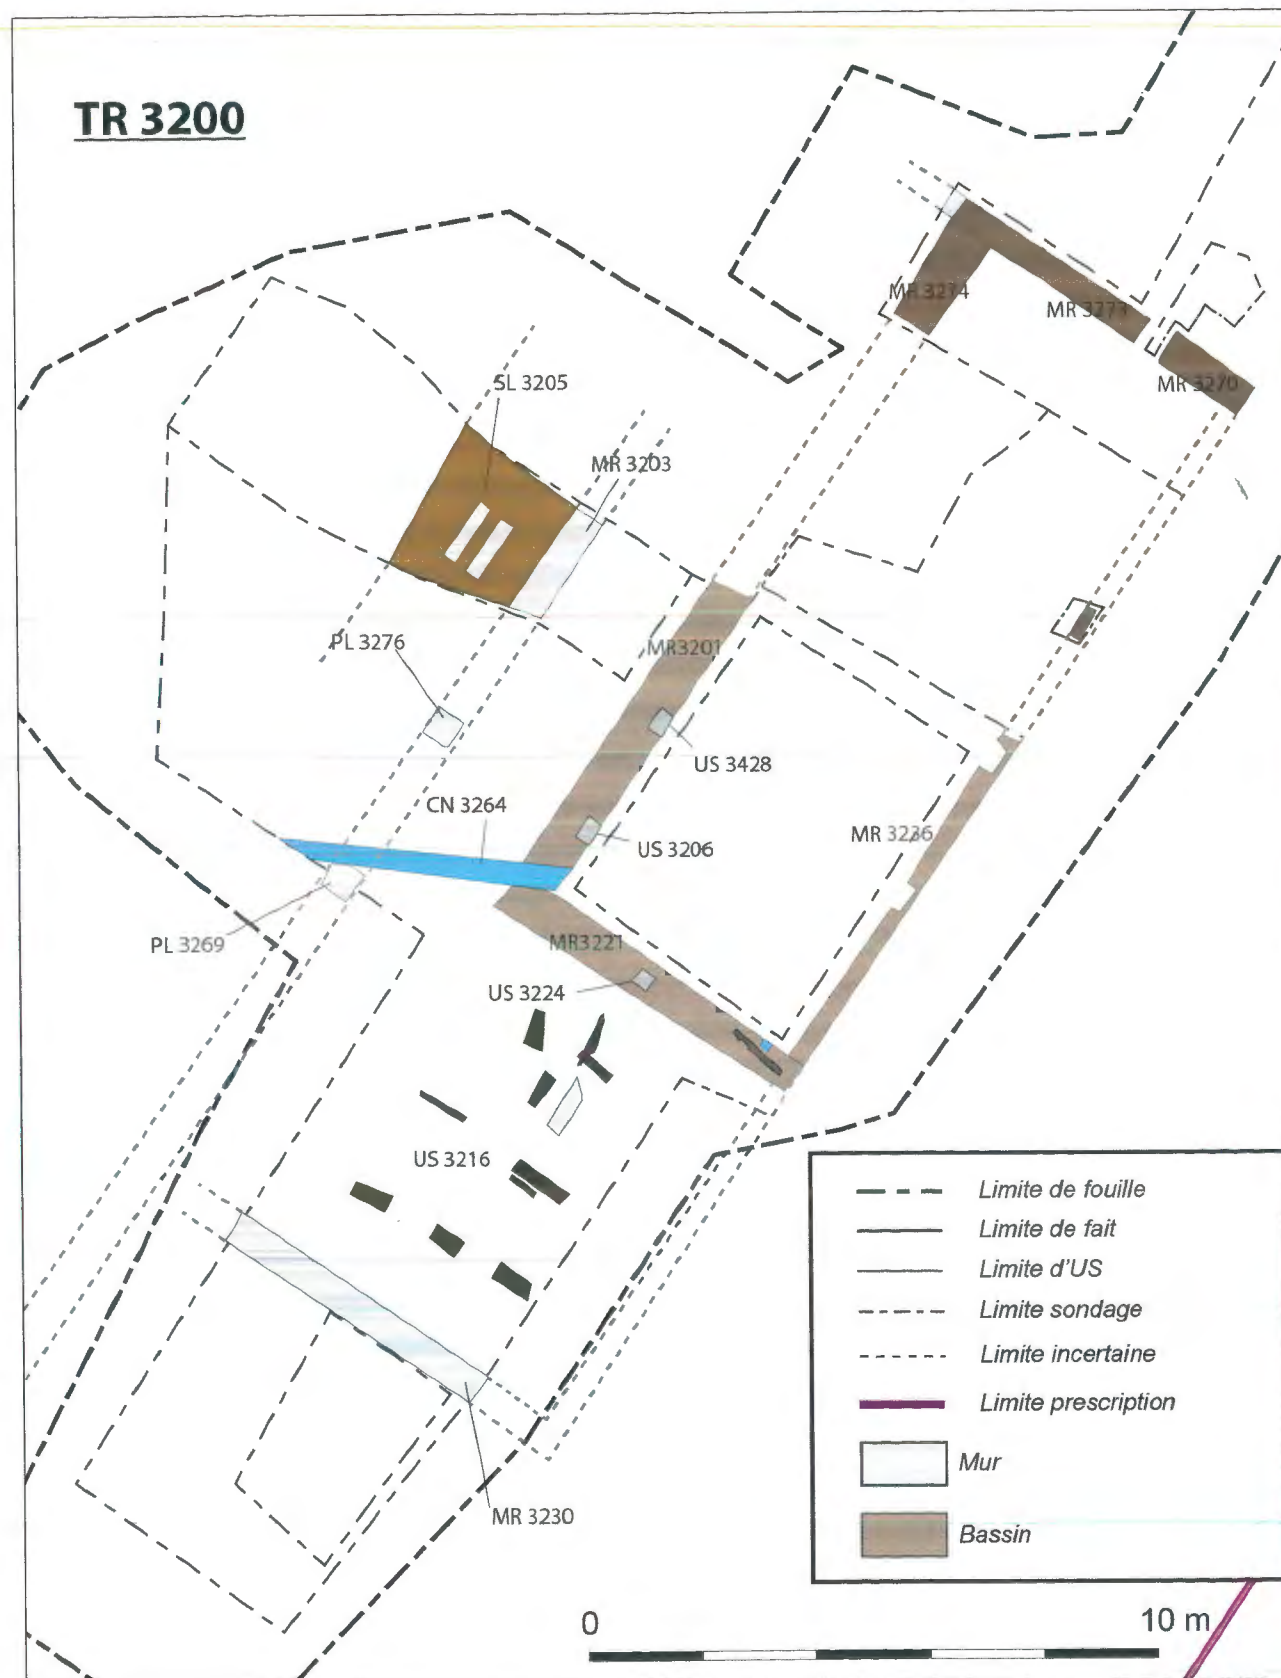 TR 3200
MR 3274
MR 3273
MR 3270
SL 3205
MR 3203
PL 3276
MR3201
US 3428
CN 3264
US 3206
MR 3236
PL 3269
MR3221
US 3224
US 3216
MR 3230
Limite de fouille
Limite de fait
Limite d'US
Limite sondage
Limite incertaine
Limite prescription
Mur
Bassin
0 10 m